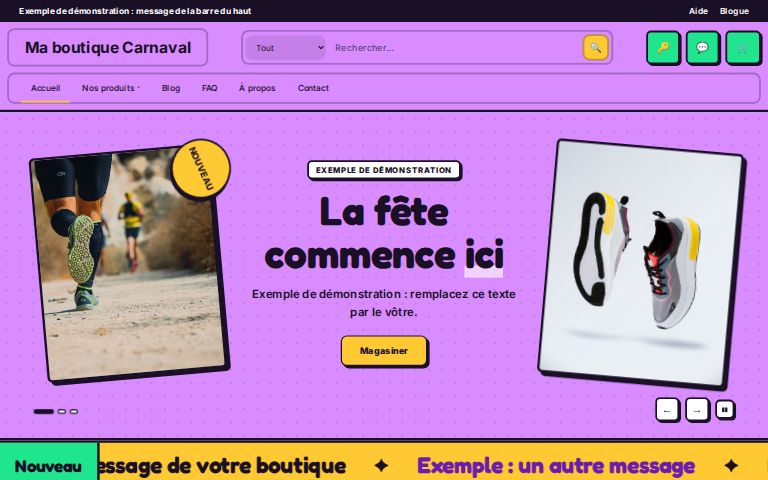 Exemple de démonstration : message de la barre du haut
Aide
Blogue
Ma boutique Carnaval
Tout
Rechercher...
Accueil
Nos produits
Blog
FAQ
À propos
Contact
NOUVEAU
EXEMPLE DE DÉMONSTRATION
La fête
commence ici
Exemple de démonstration : remplacez ce texte
par le vôtre.
Magasiner
Nouveau
essage de votre boutique ✦ Exemple : un autre message ✦